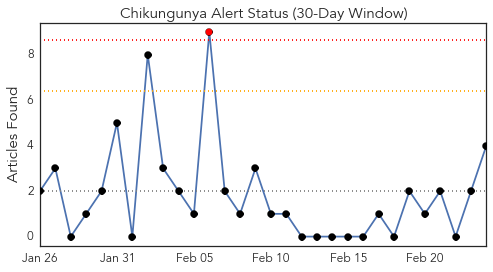 Chikungunya Alert Status (30-Day Window)
Articles Found
8
6
4
2
0
Jan 26 Jan 31 Feb 05 Feb 10 Feb 15 Feb 20